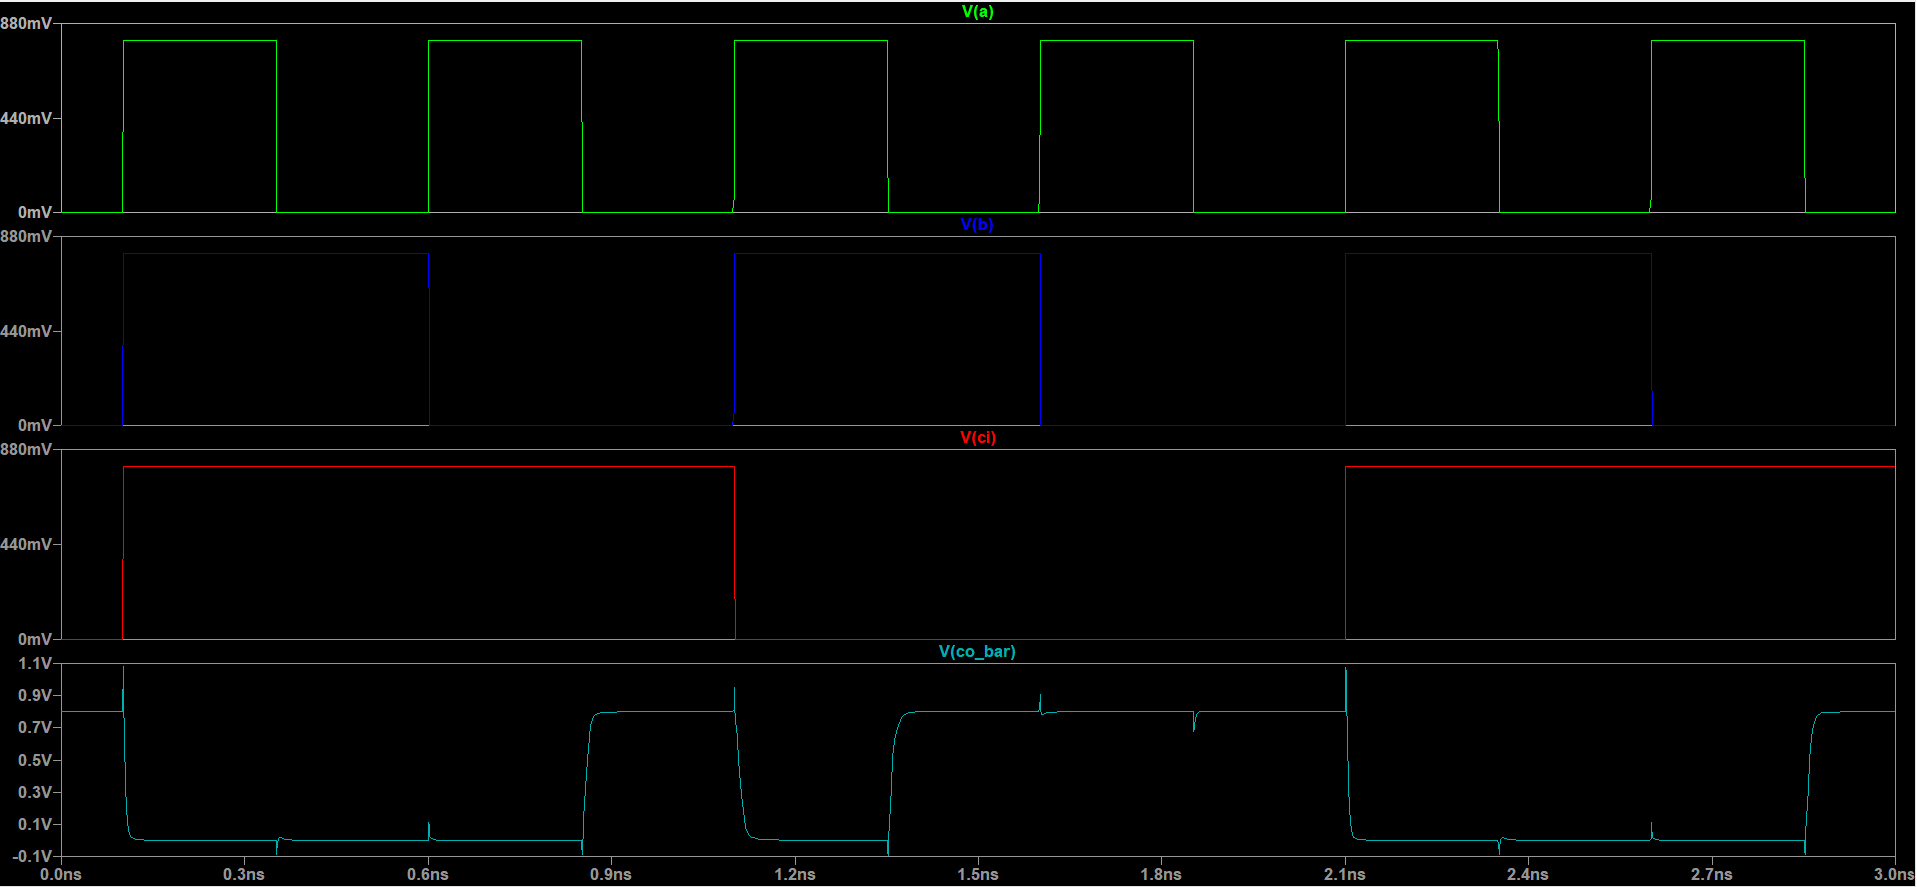 V(a)
880mV
440mV
0mV
V(b)
880mV
440mV
0mV
V(ci)
880mV
440mV
0mV
V(co_bar)
1.1V
0.9V
0.7V
0.5V
0.3V
0.1V
-0.1V
0.0ns 0.3ns 0.6ns 0.9ns 1.2ns 1.5ns 1.8ns 2.1ns 2.4ns 2.7ns 3.0ns